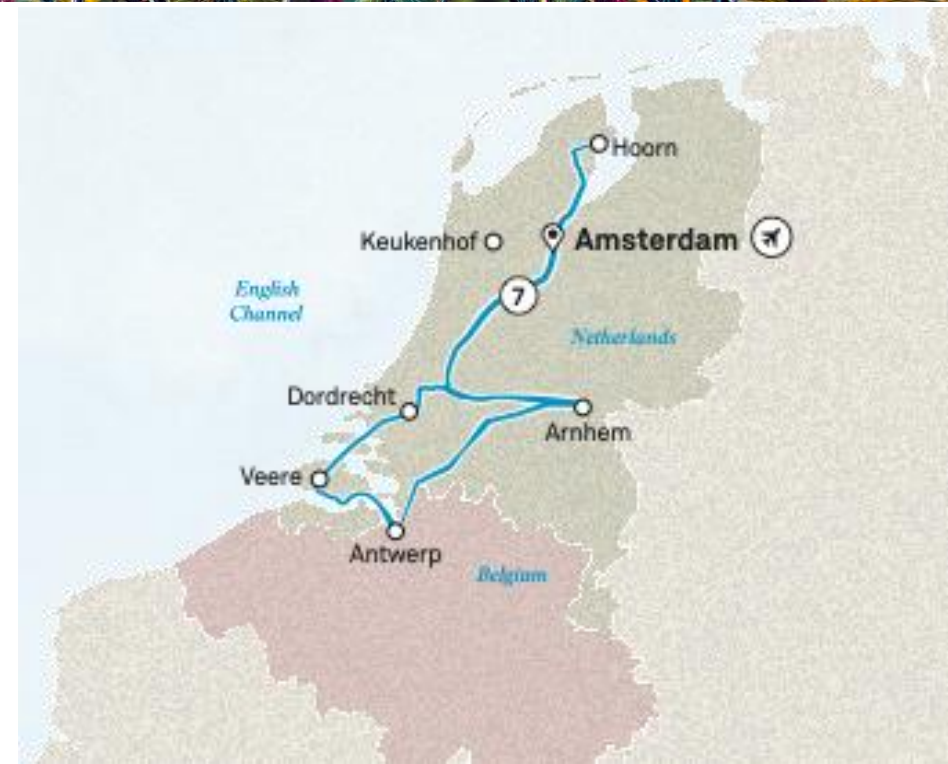 Hoorn
Keukenhof
Amsterdam
English
Channel
7
Netherlands
Dordrecht
Arnhem
Veere
Antwerp
Belgium